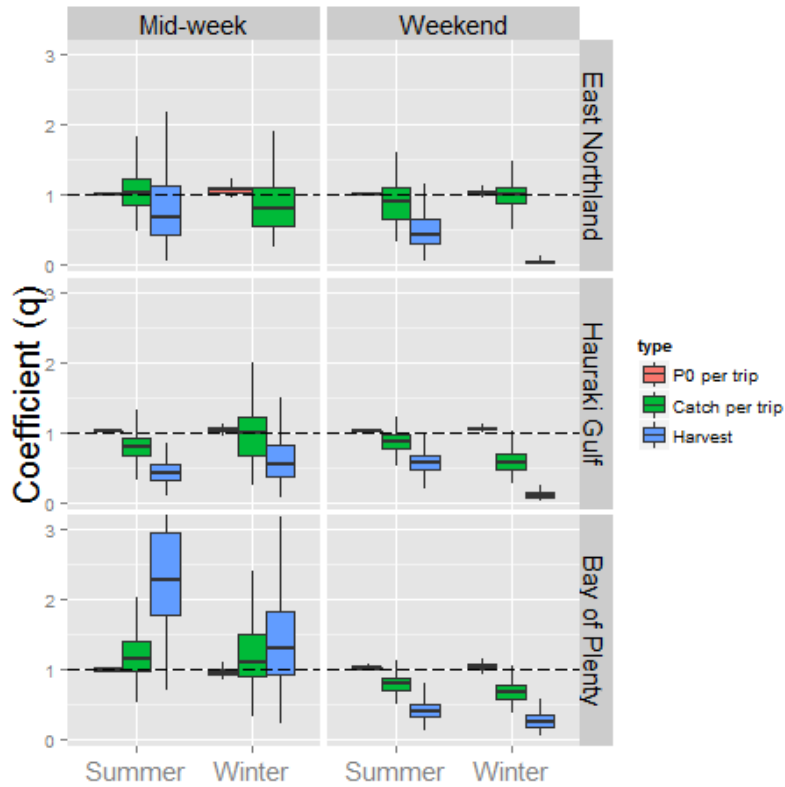 Mid-week
Weekend
3
2
1
0
East Northland
3
2
1
0
Hauraki Gulf
3
2
1
0
Bay of Plenty
Coefficient (q)
Summer
Winter
Summer
Winter
type
P0 per trip
Catch per trip
Harvest